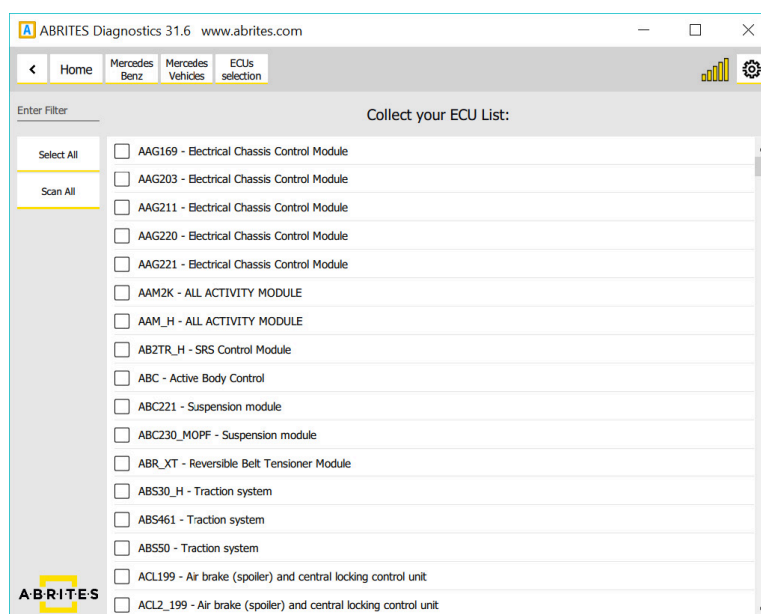 ABRITES Diagnostics 31.6 www.abrites.com
Home
Mercedes Benz
Mercedes Vehicles
ECUs selection
Enter Filter
Collect your ECU List:
Select All
Scan All
AAG169 - Electrical Chassis Control Module
AAG203 - Electrical Chassis Control Module
AAG211 - Electrical Chassis Control Module
AAG220 - Electrical Chassis Control Module
AAG221 - Electrical Chassis Control Module
AAM2K - ALL ACTIVITY MODULE
AAM_H - ALL ACTIVITY MODULE
AB2TR_H - SRS Control Module
ABC - Active Body Control
ABC221 - Suspension module
ABC230_MOPF - Suspension module
ABR_XT - Reversible Belt Tensioner Module
ABS30_H - Traction system
ABS461 - Traction system
ABS50 - Traction system
ACL199 - Air brake (spoiler) and central locking control unit
ACL2_199 - Air brake (spoiler) and central locking control unit
A·B·R·I·T·E·S